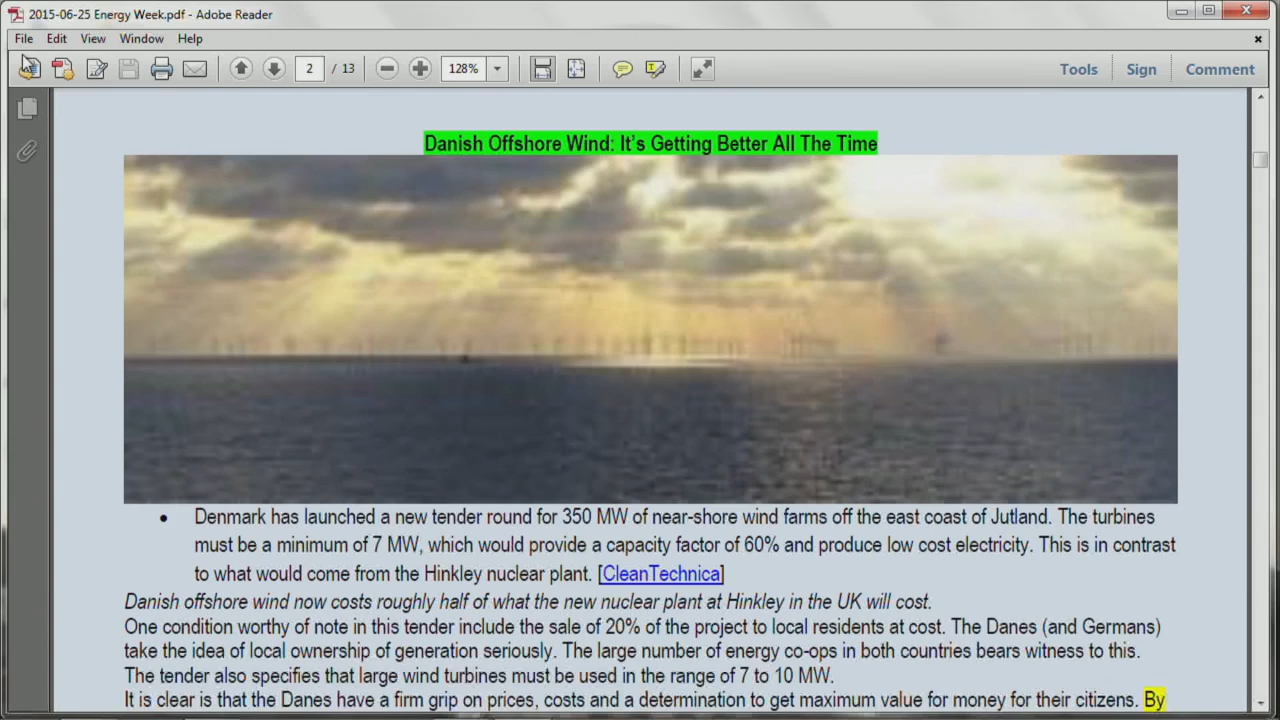 2015-06-25 Energy Week.pdf - Adobe Reader
File Edit View Window Help
2 / 13 128% Tools Sign Comment
Danish Offshore Wind: It's Getting Better All The Time
• Denmark has launched a new tender round for 350 MW of near-shore wind farms off the east coast of Jutland. The turbines
must be a minimum of 7 MW, which would provide a capacity factor of 60% and produce low cost electricity. This is in contrast
to what would come from the Hinkley nuclear plant. [CleanTechnica]
Danish offshore wind now costs roughly half of what the new nuclear plant at Hinkley in the UK will cost.
One condition worthy of note in this tender include the sale of 20% of the project to local residents at cost. The Danes (and Germans)
take the idea of local ownership of generation seriously. The large number of energy co-ops in both countries bears witness to this.
The tender also specifies that large wind turbines must be used in the range of 7 to 10 MW.
It is clear is that the Danes have a firm grip on prices, costs and a determination to get maximum value for money for their citizens. By